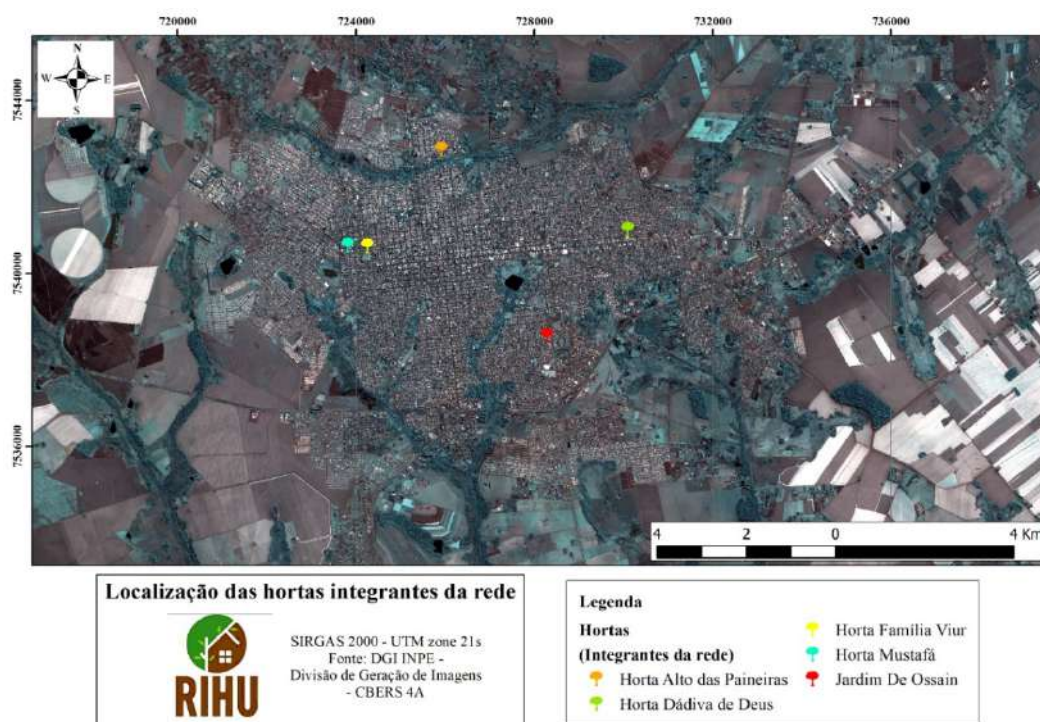 720000 724000 728000 732000 736000
N
W E
S
7544000
7540000
7536000
4 2 0 4 Km
Localização das hortas integrantes da rede
RIHU
SIRGAS 2000 - UTM zone 21s
Fonte: DGI INPE -
Divisão de Geração de Imagens
- CBERS 4A
Legenda
Hortas
(Integrantes da rede)
Horta Alto das Paineiras
Horta Dádiva de Deus
Horta Família Viur
Horta Mustafá
Jardim De Ossain